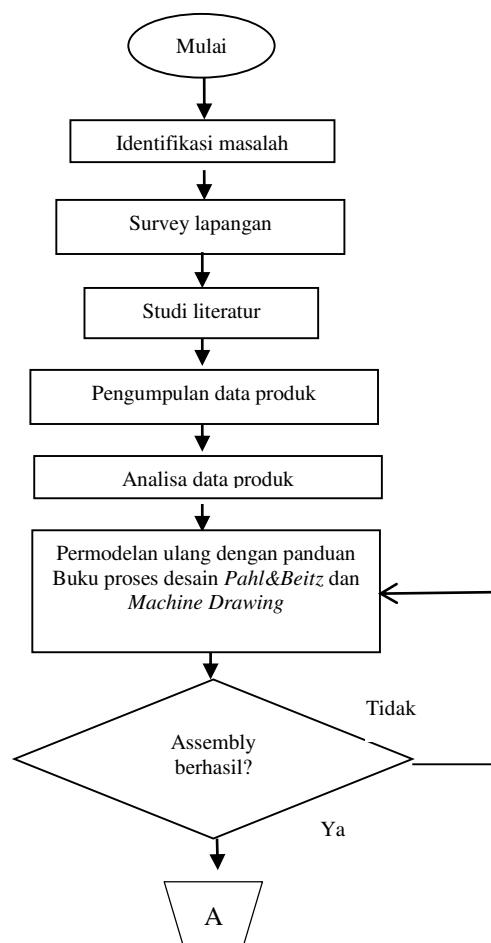 Mulai
Identifikasi masalah
Survey lapangan
Studi literatur
Pengumpulan data produk
Analisa data produk
Permodelan ulang dengan panduan
Buku proses desain Pahl&Beitz dan
Machine Drawing
Tidak
Assembly
berhasil?
Ya
A